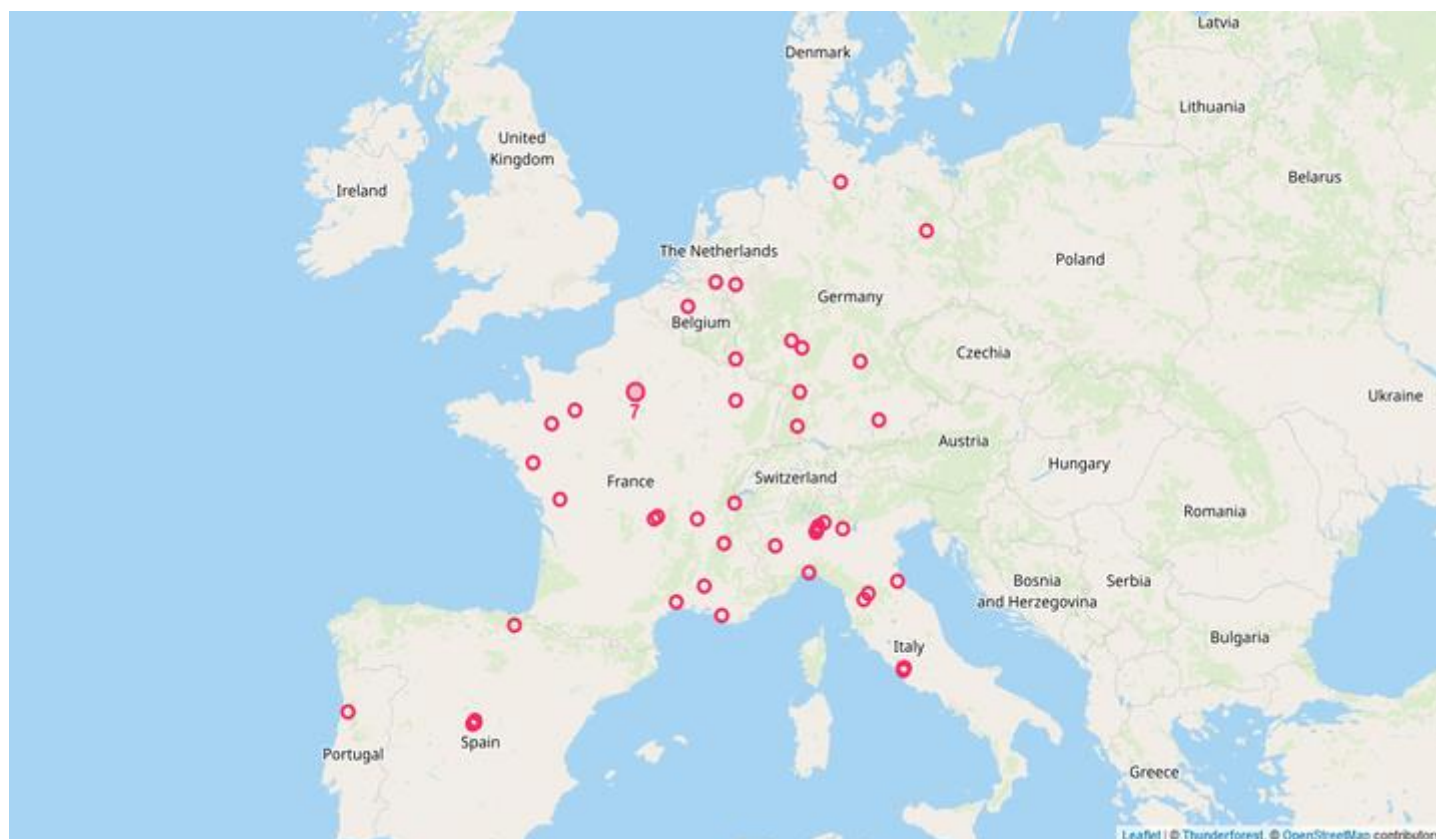 Latvia
Denmark
Lithuania
United
Kingdom
Belarus
Ireland
The Netherlands
Poland
Germany
Belgium
Czechia
Ukraine
7
Austria
Hungary
Switzerland
France
Romania
Bosnia
and Herzegovina
Serbia
Bulgaria
Italy
Spain
Portugal
Greece
Leaflet | © Thunderforest, © OpenStreetMap contributor